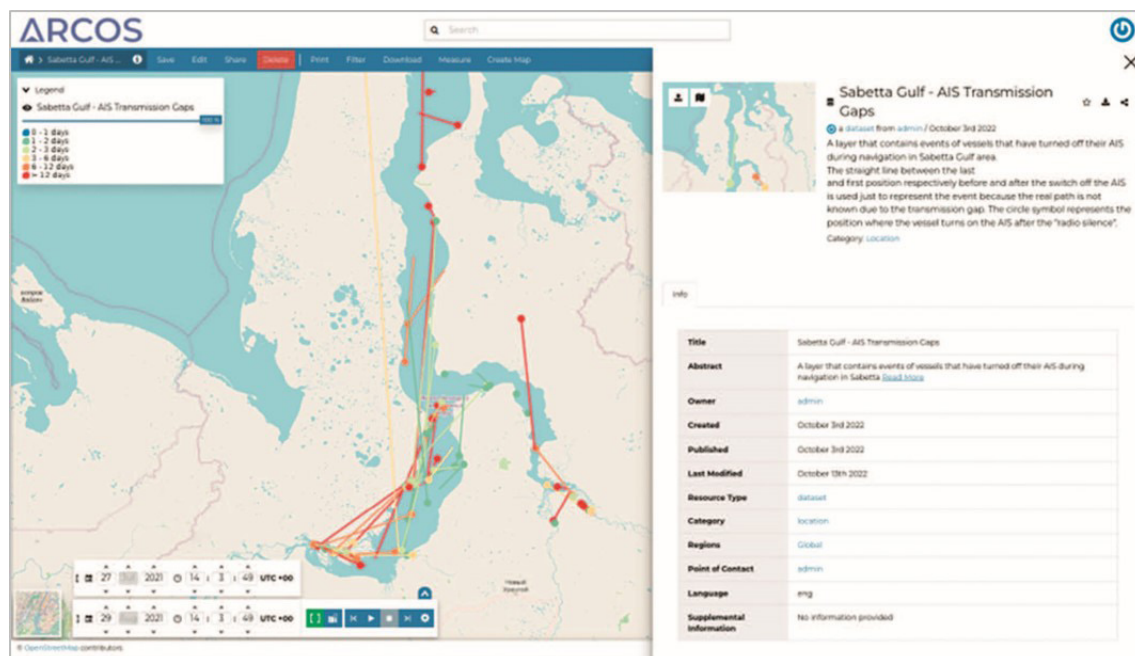 ARCOS
Search
Sabetta Gulf - AIS ... Save Edit Share Delete Print Filter Download Measure Create Map
Legend
Sabetta Gulf - AIS Transmission Gaps
100 %
0 - 1 days
1 - 2 days
2 - 3 days
3 - 6 days
6 - 12 days
> 12 days
27 2021 14 : 3 : 49 UTC +00
29 2021 14 : 3 : 49 UTC +00
© OpenStreetMap contributors
Sabetta Gulf - AIS Transmission
Gaps
a dataset from admin / October 3rd 2022
A layer that contains events of vessels that have turned off their AIS
during navigation in Sabetta Gulf area.
The straight line between the last
and first position respectively before and after the switch off the AIS
is used just to represent the event because the real path is not
known due to the transmission gap. The circle symbol represents the
position where the vessel turns on the AIS after the "radio silence".
Category: Location
Info
Title Sabetta Gulf - AIS Transmission Gaps
Abstract A layer that contains events of vessels that have turned off their AIS during
navigation in Sabetta Read More
Owner admin
Created October 3rd 2022
Published October 3rd 2022
Last Modified October 13th 2022
Resource Type dataset
Category location
Regions Global
Point of Contact admin
Language eng
Supplemental
Information No information provided